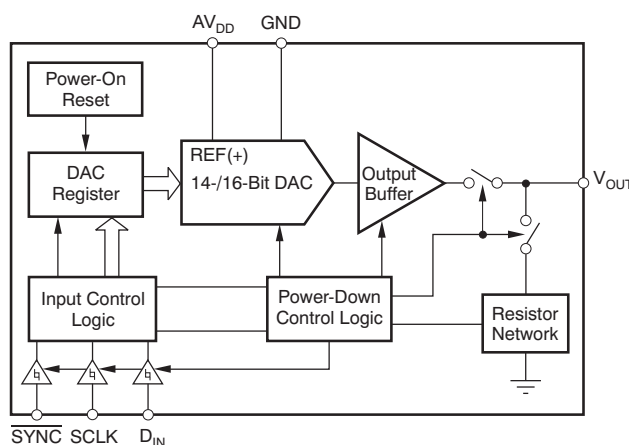 AVDD GND
Power-On
Reset
DAC
Register
REF(+)
14-/16-Bit DAC
Output
Buffer
VOUT
Input Control
Logic
Power-Down
Control Logic
Resistor
Network
SYNC SCLK DIN